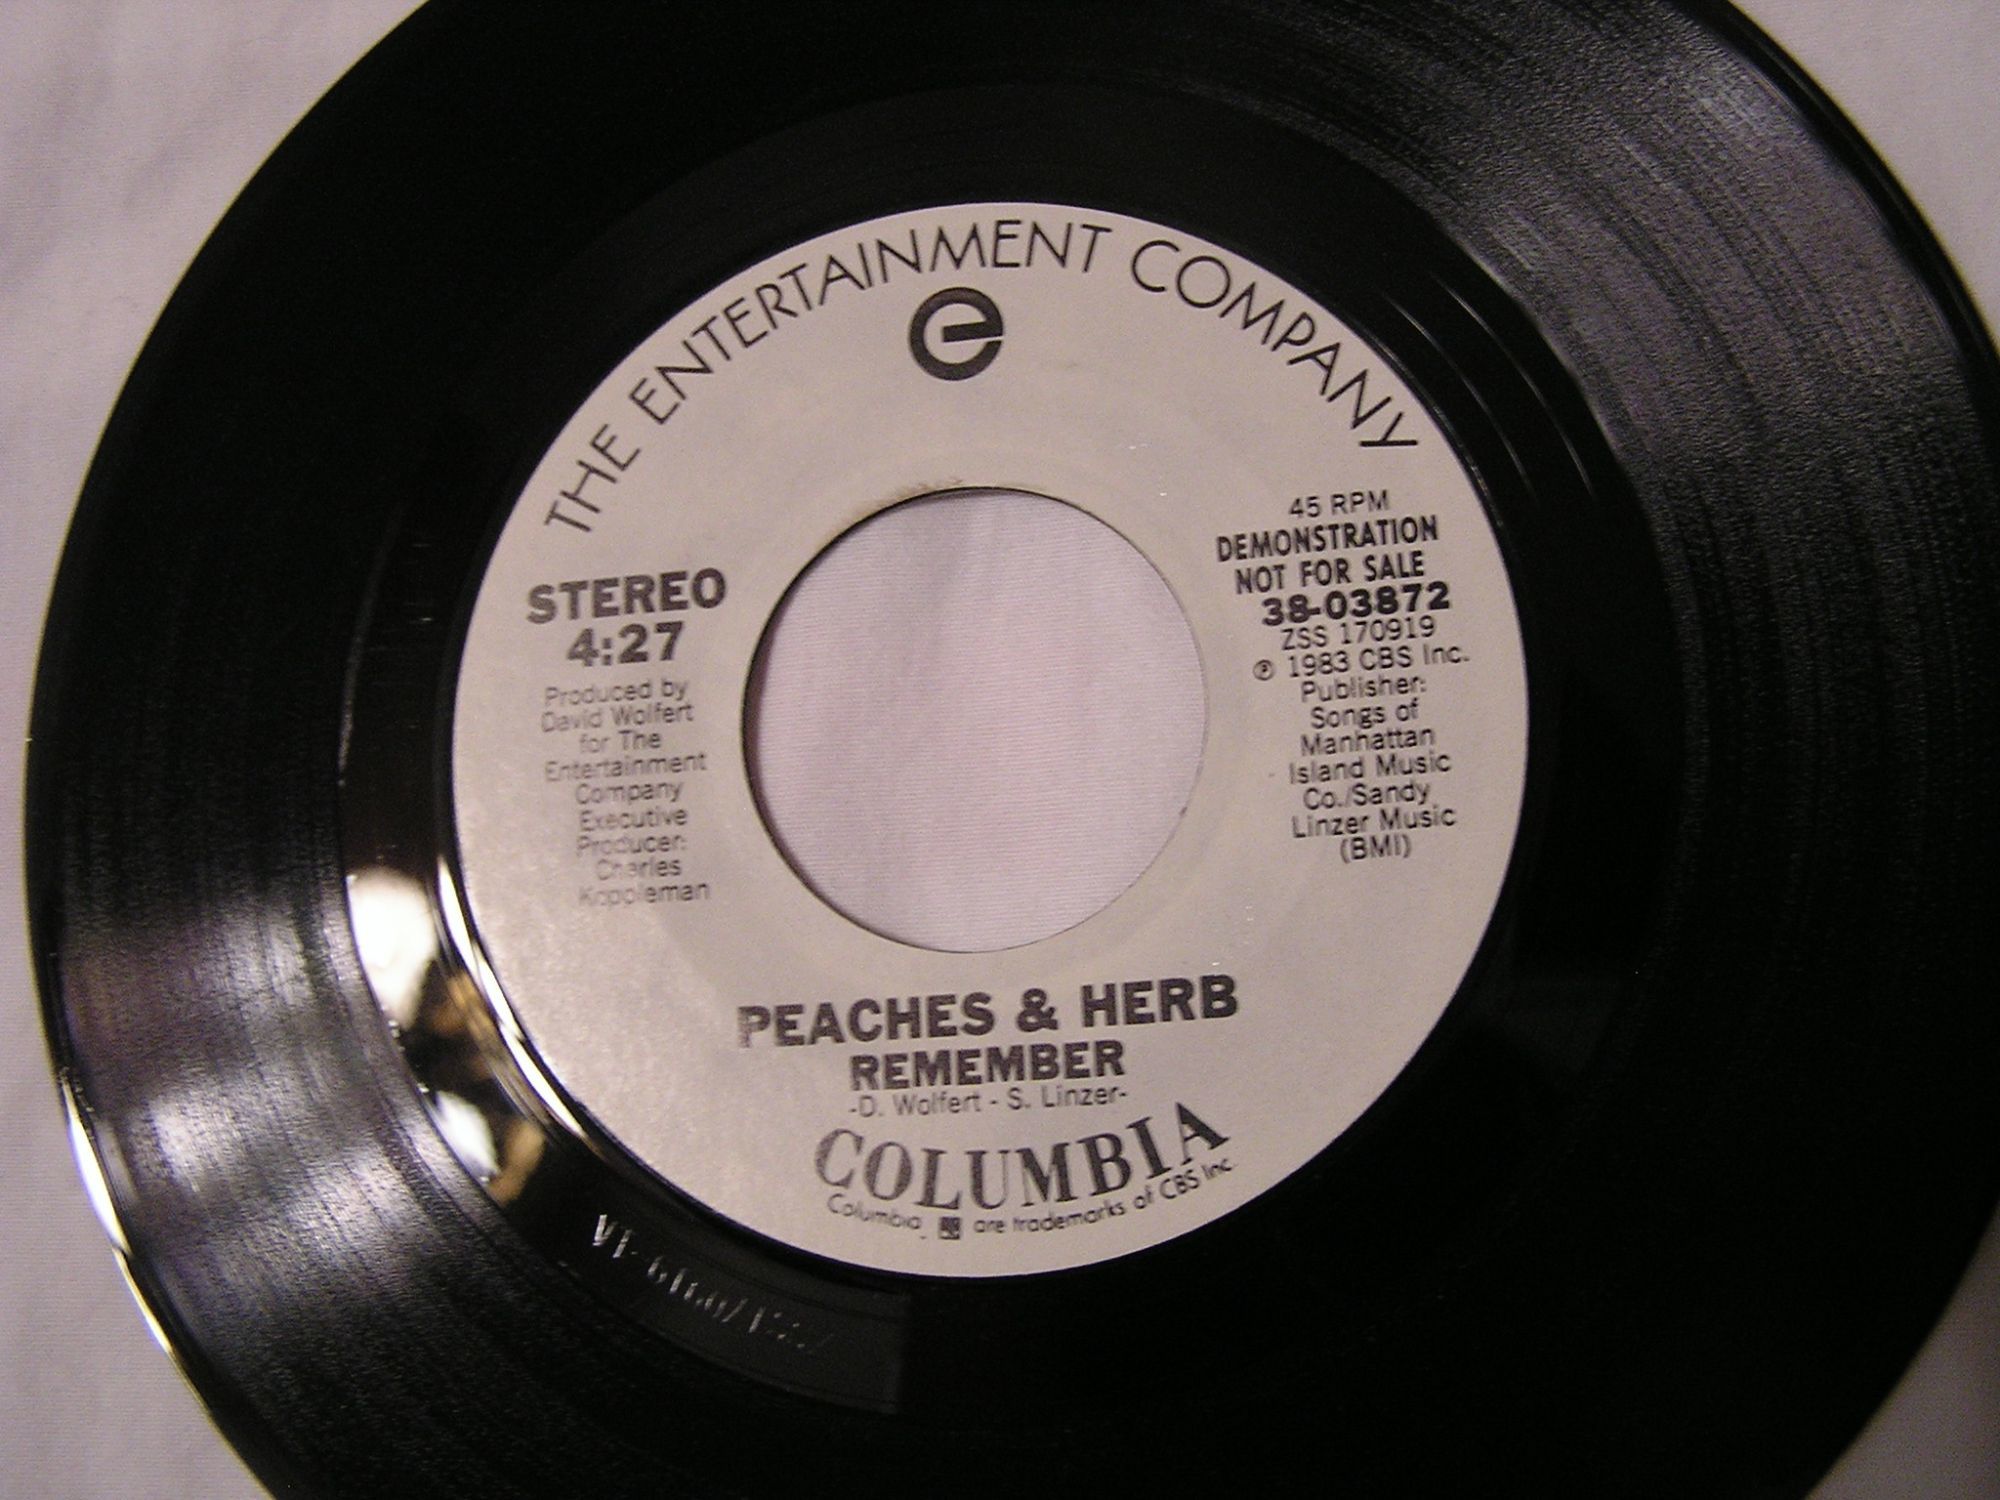 THE ENTERTAINMENT COMPANY
e
STEREO
4:27
Produced by
David Wolfert
for The
Entertainment
Company
Executive
Producer:
Charles
Koppleman
45 RPM
DEMONSTRATION
NOT FOR SALE
38-03872
ZSS 170919
℗ 1983 CBS Inc.
Publisher:
Songs of
Manhattan
Island Music
Co./Sandy
Linzer Music
(BMI)
PEACHES & HERB
REMEMBER
-D. Wolfert - S. Linzer-
COLUMBIA
Columbia, are trademarks of CBS Inc.